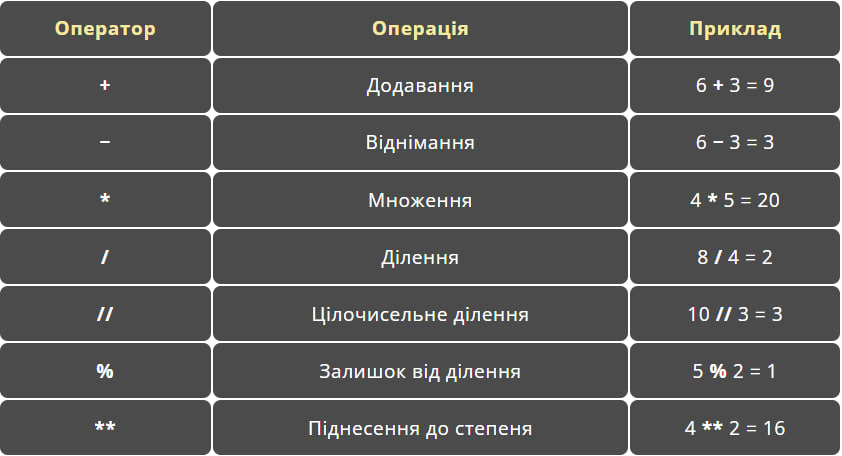 Оператор Операція Приклад
+ Додавання 6 + 3 = 9
− Віднімання 6 − 3 = 3
* Множення 4 * 5 = 20
/ Ділення 8 / 4 = 2
// Цілочисельне ділення 10 // 3 = 3
% Залишок від ділення 5 % 2 = 1
** Піднесення до степеня 4 ** 2 = 16